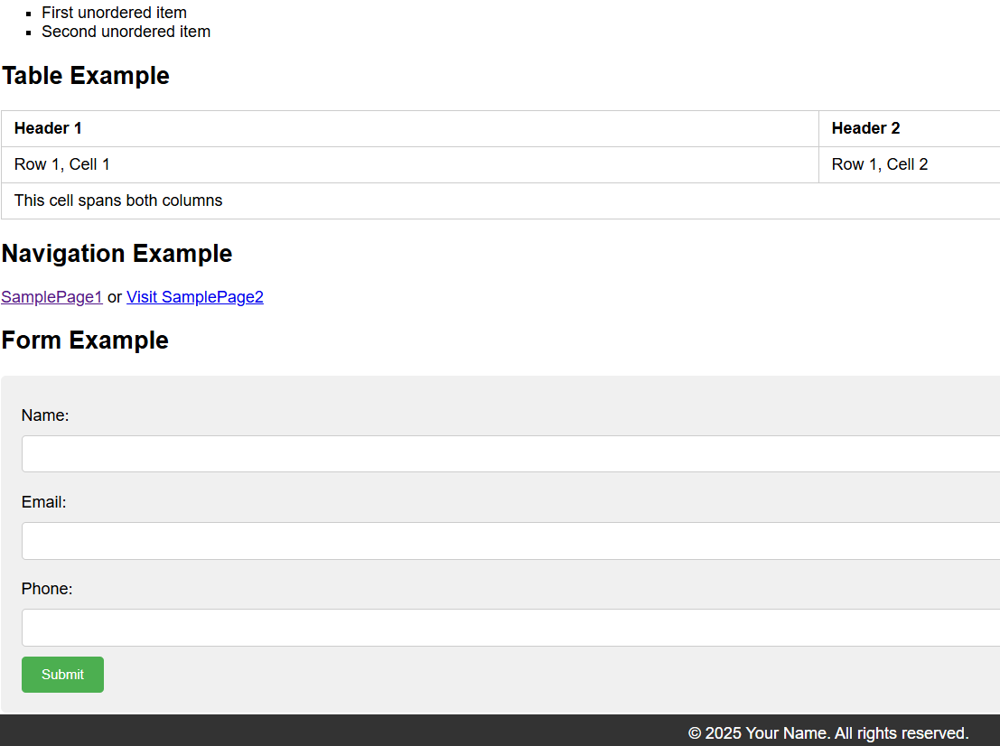 First unordered item
Second unordered item
Table Example
Header 1 Header 2
Row 1, Cell 1 Row 1, Cell 2
This cell spans both columns
Navigation Example
SamplePage1 or Visit SamplePage2
Form Example
Name:
Email:
Phone:
Submit
© 2025 Your Name. All rights reserved.